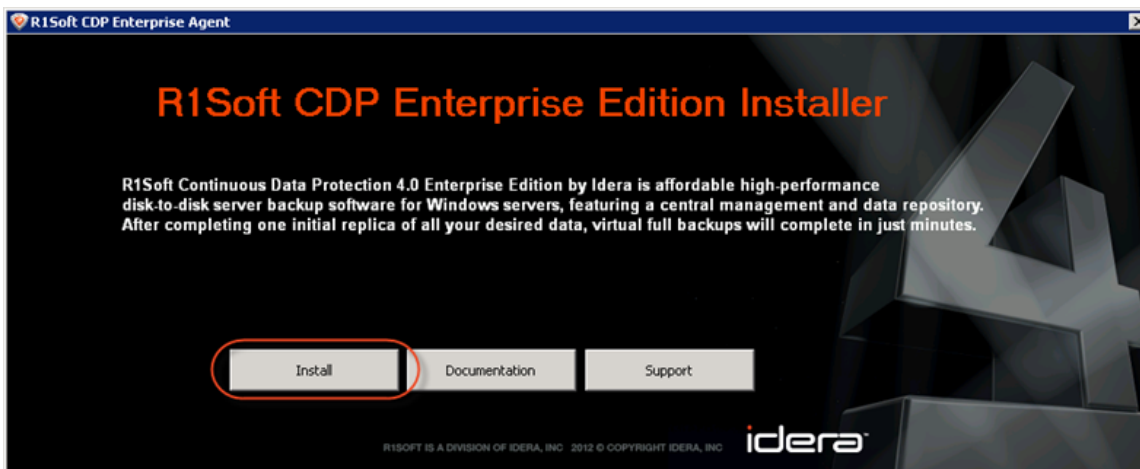 R1Soft CDP Enterprise Agent
R1Soft CDP Enterprise Edition Installer
R1Soft Continuous Data Protection 4.0 Enterprise Edition by Idera is affordable high-performance
disk-to-disk server backup software for Windows servers, featuring a central management and data repository.
After completing one initial replica of all your desired data, virtual full backups will complete in just minutes.
Install
Documentation
Support
R1SOFT IS A DIVISION OF IDERA, INC 2012 © COPYRIGHT IDERA, INC
idera
4